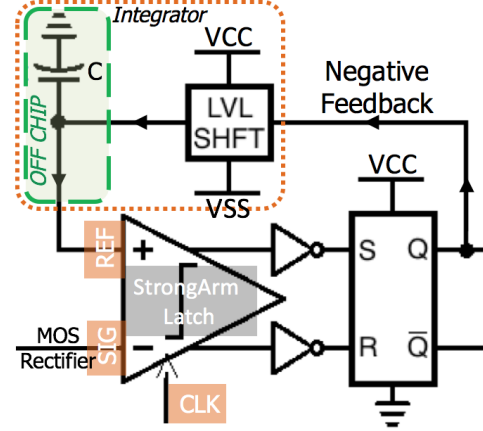 Integrator
C
OFF CHIP
VCC
LVL
SHFT
VSS
Negative
Feedback
VCC
REF
+
StrongArm
Latch
SIG
−
MOS
Rectifier
CLK
S
Q
R
Q̅